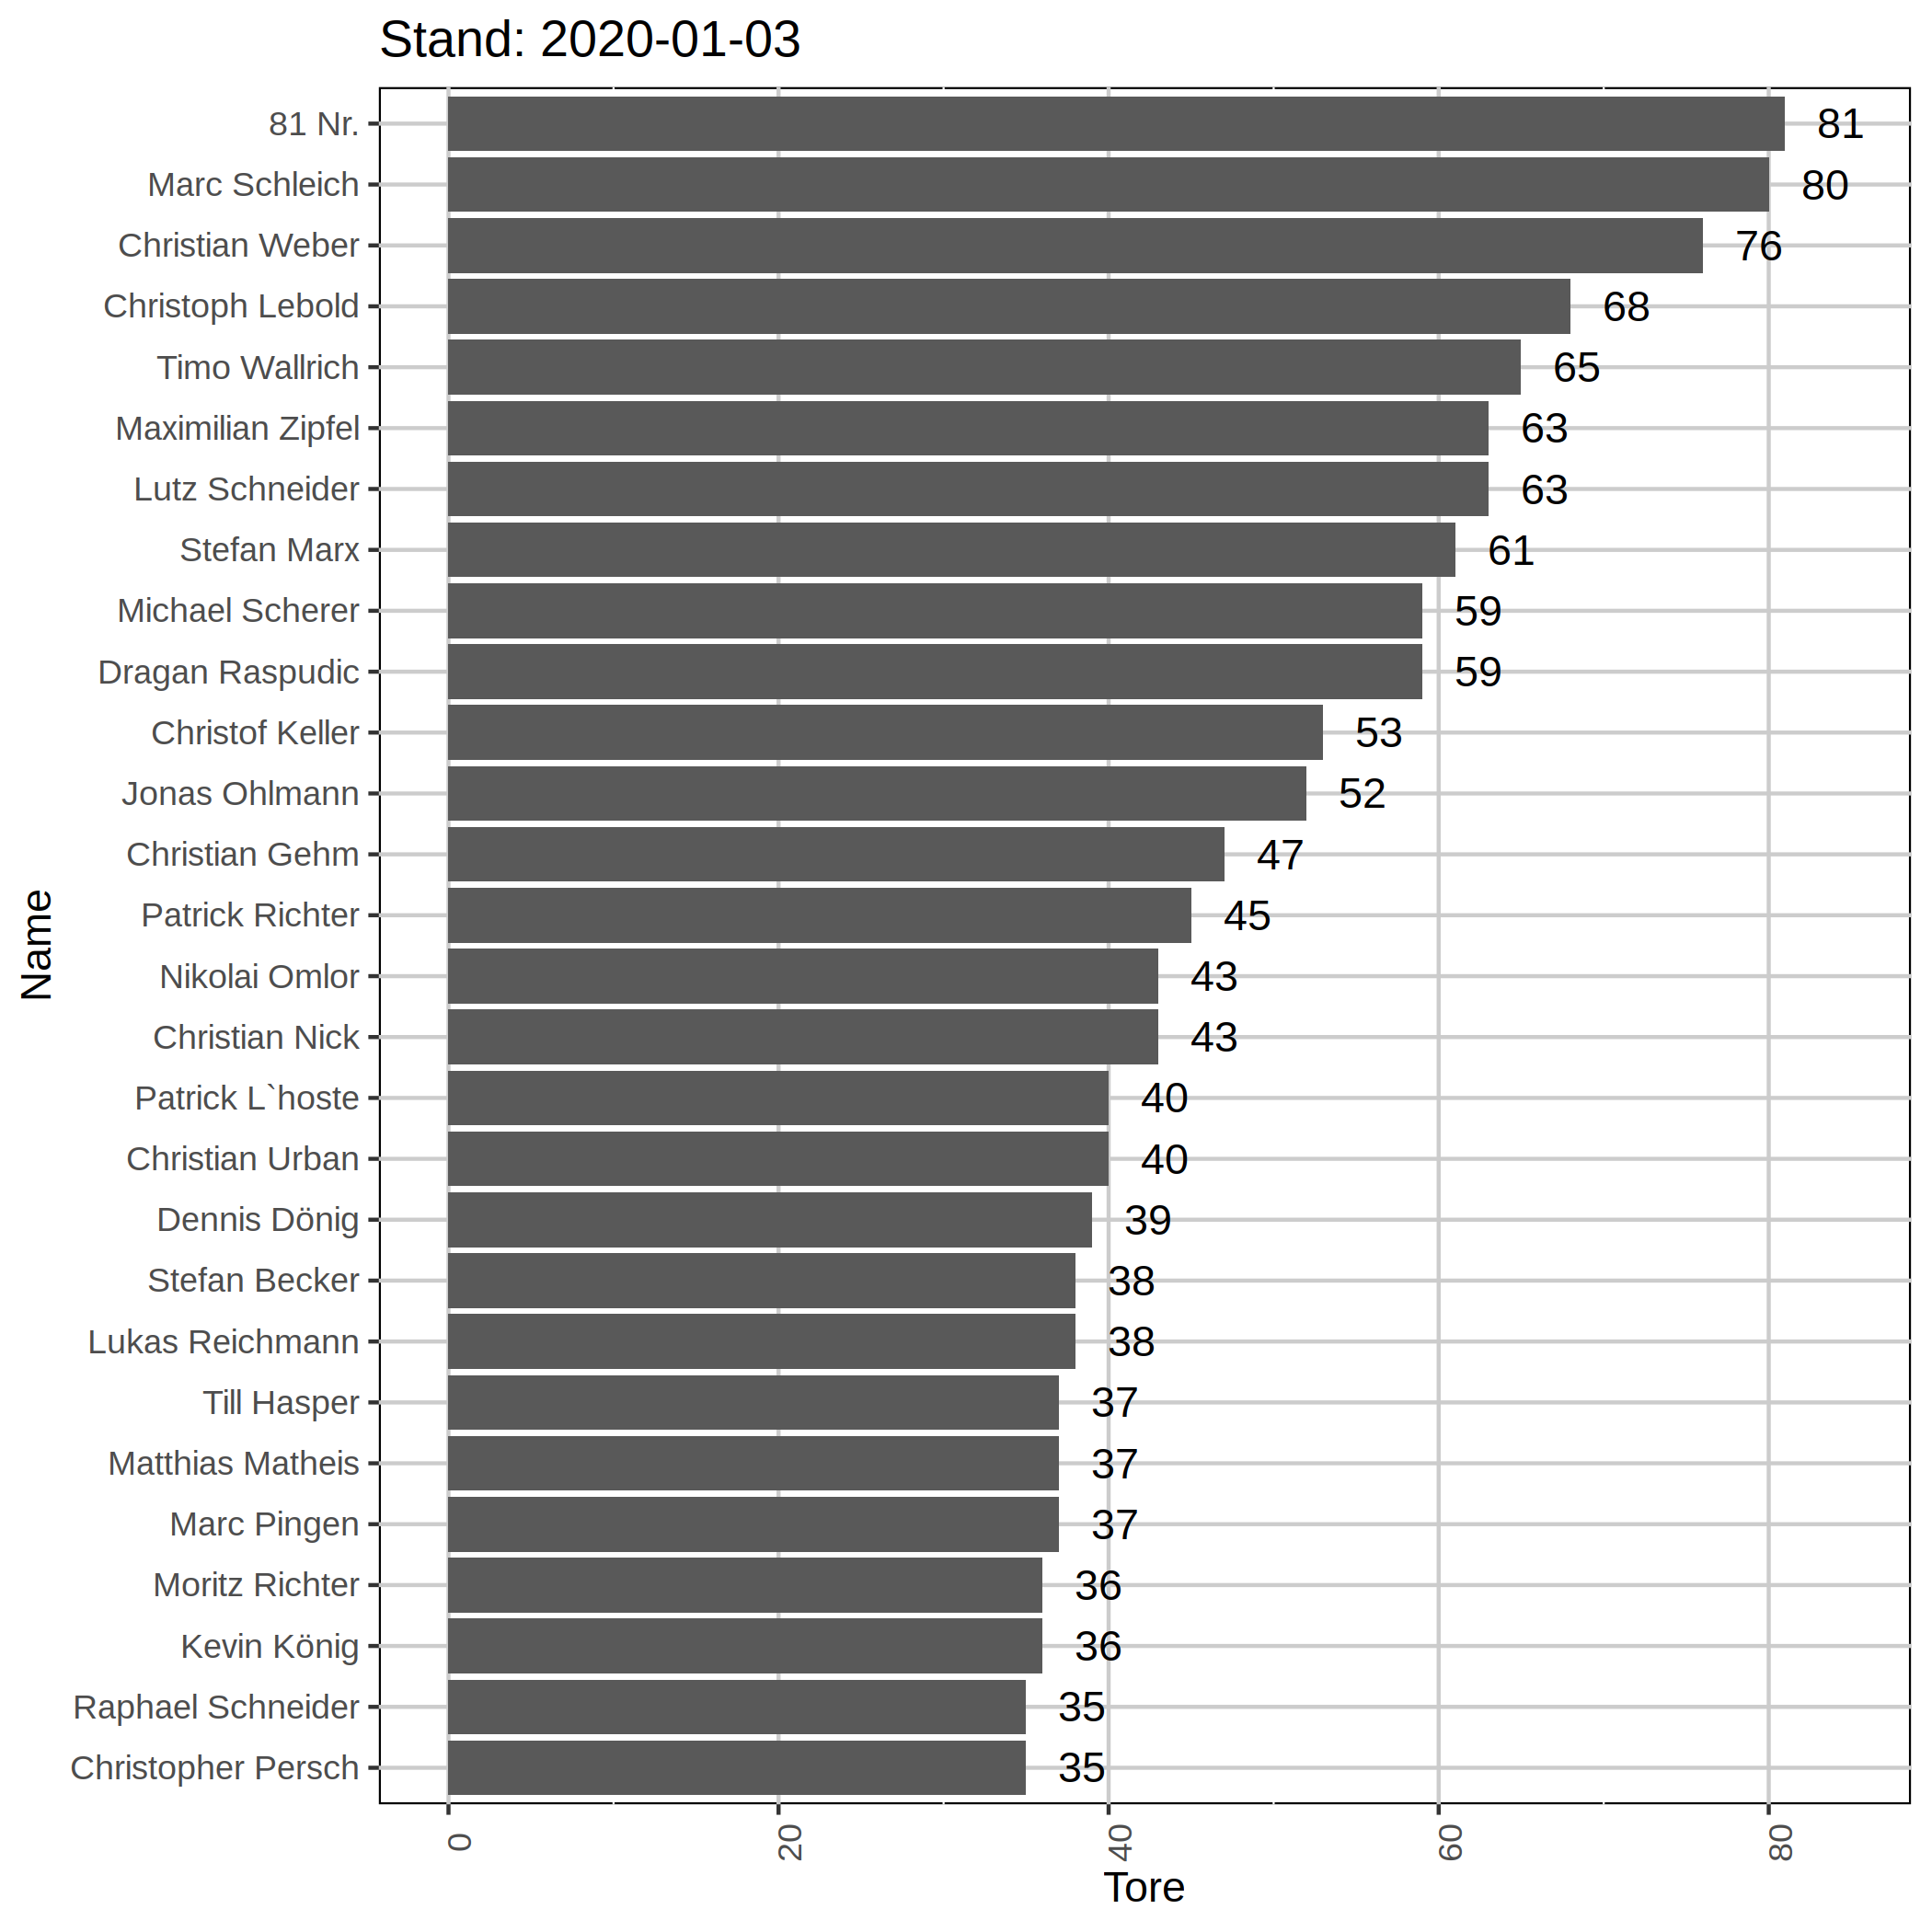 Stand: 2020-01-03
81 Nr. 81
Marc Schleich 80
Christian Weber 76
Christoph Lebold 68
Timo Wallrich 65
Maximilian Zipfel 63
Lutz Schneider 63
Stefan Marx 61
Michael Scherer 59
Dragan Raspudic 59
Christof Keller 53
Jonas Ohlmann 52
Christian Gehm 47
Patrick Richter 45
Nikolai Omlor 43
Christian Nick 43
Patrick L`hoste 40
Christian Urban 40
Dennis Dönig 39
Stefan Becker 38
Lukas Reichmann 38
Till Hasper 37
Matthias Matheis 37
Marc Pingen 37
Moritz Richter 36
Kevin König 36
Raphael Schneider 35
Christopher Persch 35
Name
0 20 40 60 80
Tore